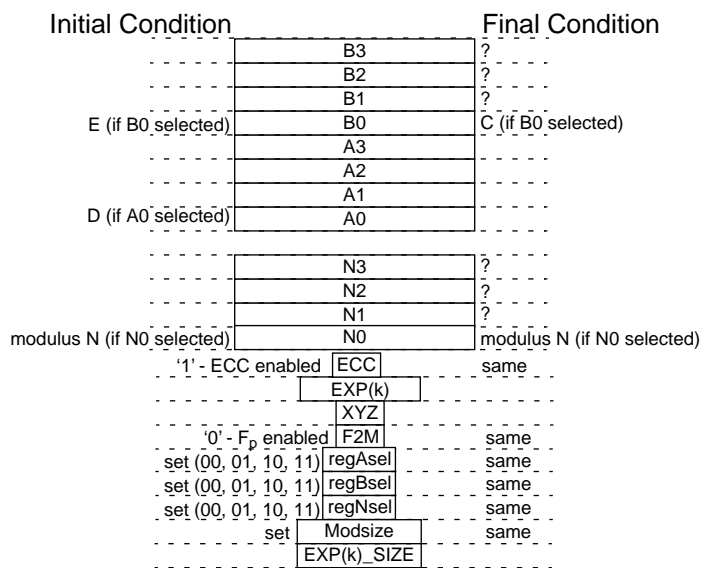 Initial Condition Final Condition
B3 ?
B2 ?
B1 ?
E (if B0 selected) B0 C (if B0 selected)
A3
A2
A1
D (if A0 selected) A0
N3 ?
N2 ?
N1 ?
modulus N (if N0 selected) N0 modulus N (if N0 selected)
‘1’ - ECC enabled ECC same
EXP(k)
XYZ
‘0’ - Fp enabled F2M same
set (00, 01, 10, 11) regAsel same
set (00, 01, 10, 11) regBsel same
set (00, 01, 10, 11) regNsel same
set Modsize same
EXP(k)_SIZE